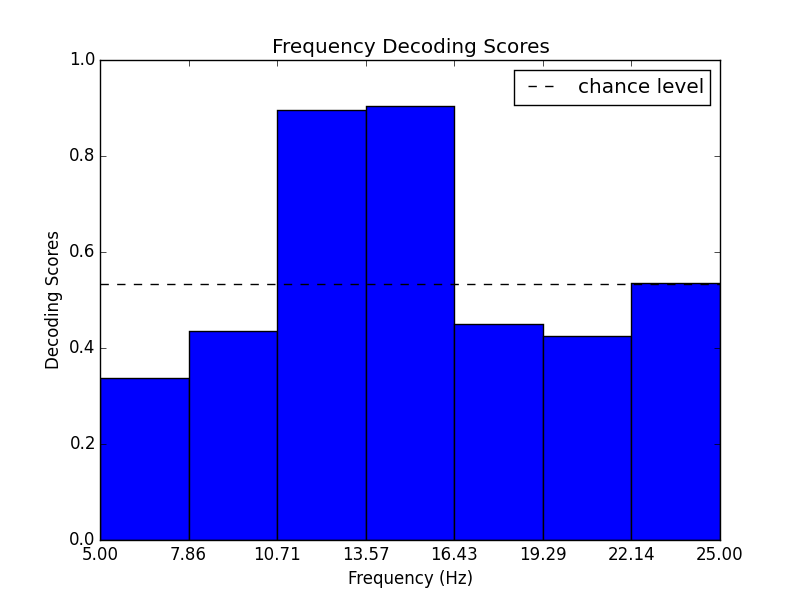 Frequency Decoding Scores
chance level
1.0
0.8
0.6
0.4
0.2
0.0
Decoding Scores
5.00 7.86 10.71 13.57 16.43 19.29 22.14 25.00
Frequency (Hz)